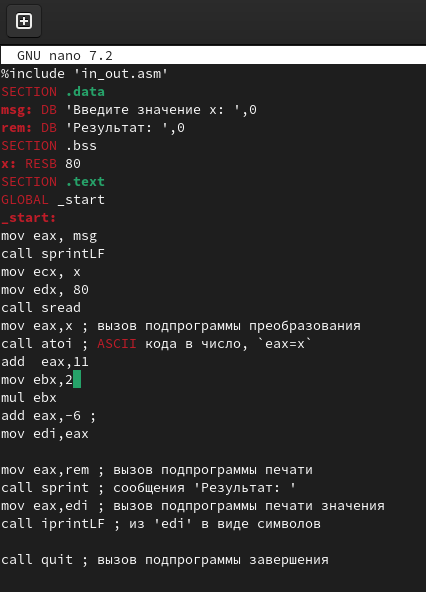 GNU nano 7.2
%include 'in_out.asm'
SECTION .data
msg: DB 'Введите значение x: ',0
rem: DB 'Результат: ',0
SECTION .bss
x: RESB 80
SECTION .text
GLOBAL _start
_start:
mov eax, msg
call sprintLF
mov ecx, x
mov edx, 80
call sread
mov eax,x ; вызов подпрограммы преобразования
call atoi ; ASCII кода в число, `eax=x`
add  eax,11
mov ebx,2
mul ebx
add eax,-6 ;
mov edi,eax

mov eax,rem ; вызов подпрограммы печати
call sprint ; сообщения 'Результат: '
mov eax,edi ; вызов подпрограммы печати значения
call iprintLF ; из 'edi' в виде символов

call quit ; вызов подпрограммы завершения